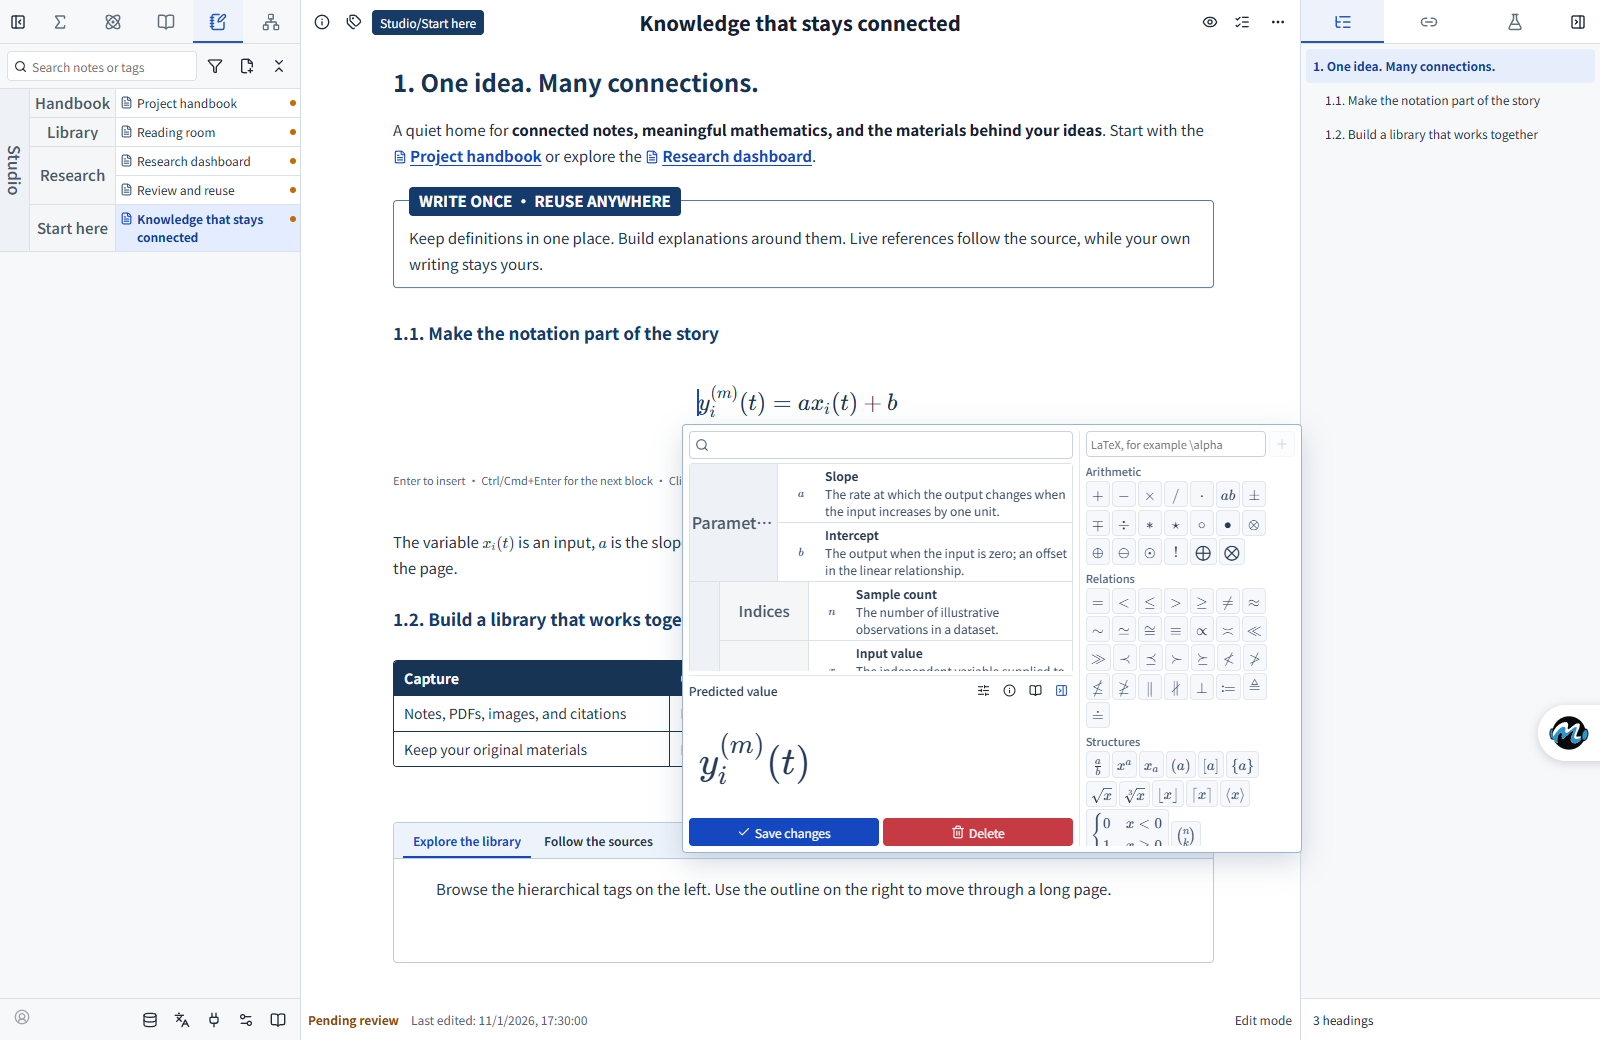 Studio/Start here
Knowledge that stays connected
Search notes or tags
Studio
Handbook
Project handbook
Library
Reading room
Research
Research dashboard
Review and reuse
Start here
Knowledge that stays
connected
1. One idea. Many connections.
A quiet home for connected notes, meaningful mathematics, and the materials behind your ideas. Start with the
Project handbook or explore the Research dashboard.
WRITE ONCE • REUSE ANYWHERE
Keep definitions in one place. Build explanations around them. Live references follow the source, while your own
writing stays yours.
1.1. Make the notation part of the story
y_i^{(m)}(t) = ax_i(t) + b
Enter to insert • Ctrl/Cmd+Enter for the next block • Cli
The variable x_i(t) is an input, a is the slop
the page.
1.2. Build a library that works toge
Capture
Notes, PDFs, images, and citations
Keep your original materials
Explore the library
Follow the sources
Browse the hierarchical tags on the left. Use the outline on the right to move through a long page.
Paramet···
a
Slope
The rate at which the output changes when
the input increases by one unit.
b
Intercept
The output when the input is zero; an offset
in the linear relationship.
Indices
n
Sample count
The number of illustrative
observations in a dataset.
Input value
Predicted value
y_i^{(m)}(t)
Save changes
Delete
LaTeX, for example \alpha
Arithmetic
+ − × / · ab ±
∓ ÷ * ⋆ ∘ • ⊗
⊕ ⊖ ⊙ ! ⨁ ⨂
Relations
= < ≤ > ≥ ≠ ≈
∼ ≃ ≅ ≡ ∝ ≍ ≪
≫ ≺ ⪯ ≻ ⪰ ≮ ≯
≰ ≱ ∥ ∦ ⊥ := ≜
≐
Structures
a/b x^a x_a (a) [a] {a}
√x ∛x ⌊x⌋ ⌈x⌉ ⟨x⟩
{0 x < 0
(n k)
1. One idea. Many connections.
1.1. Make the notation part of the story
1.2. Build a library that works together
Pending review
Last edited: 11/1/2026, 17:30:00
Edit mode
3 headings